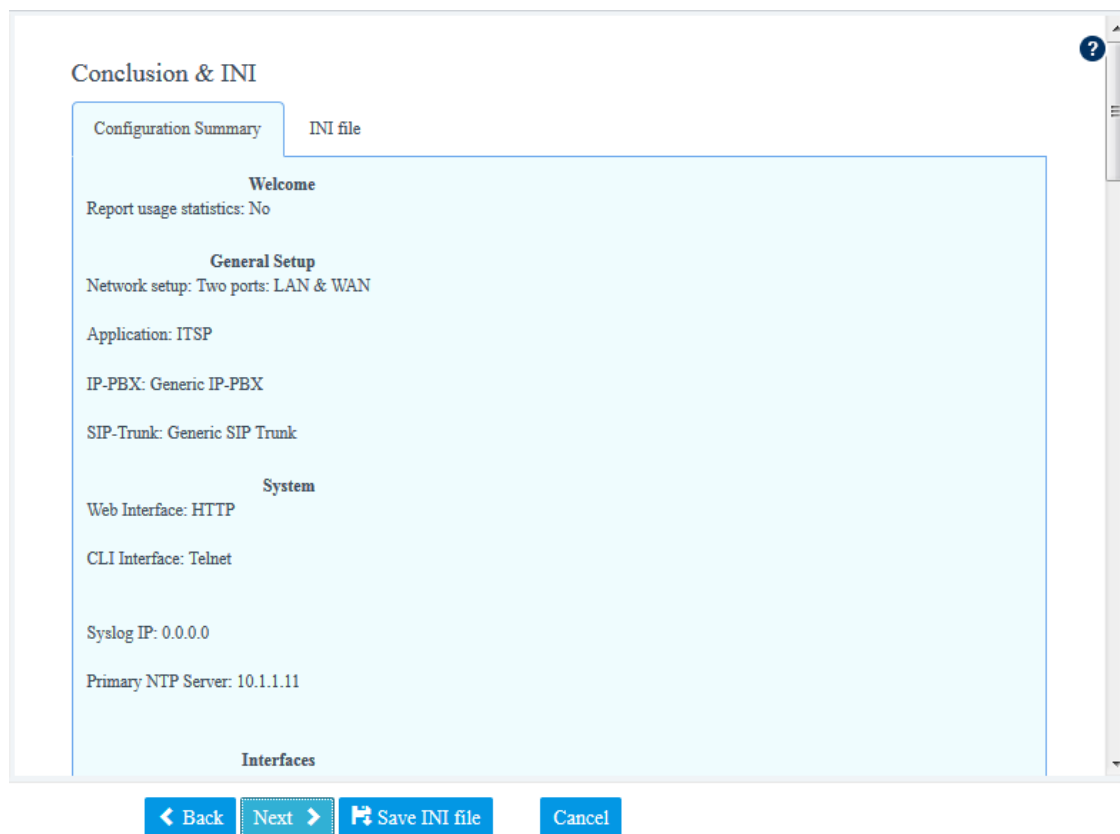 ?
Conclusion & INI
Configuration Summary INI file
Welcome
Report usage statistics: No
General Setup
Network setup: Two ports: LAN & WAN
Application: ITSP
IP-PBX: Generic IP-PBX
SIP-Trunk: Generic SIP Trunk
System
Web Interface: HTTP
CLI Interface: Telnet
Syslog IP: 0.0.0.0
Primary NTP Server: 10.1.1.11
Interfaces
Back Next Save INI file Cancel